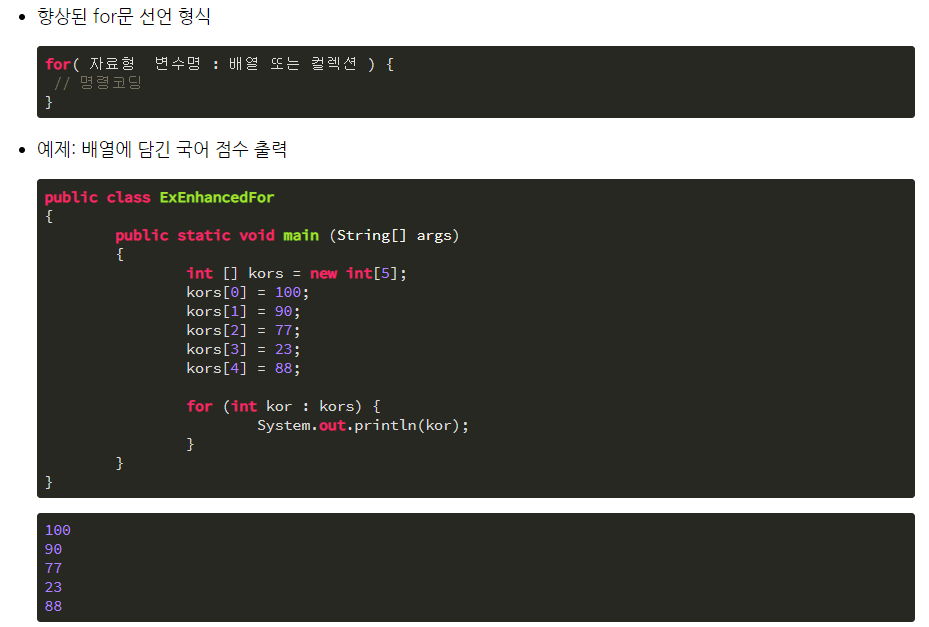 • 향상된 for문 선언 형식
for( 자료형  변수명 : 배열 또는 컬렉션 ) {
 // 명령코딩
}
• 예제: 배열에 담긴 국어 점수 출력
public class ExEnhancedFor
{
        public static void main (String[] args)
        {
                int [] kors = new int[5];
                kors[0] = 100;
                kors[1] = 90;
                kors[2] = 77;
                kors[3] = 23;
                kors[4] = 88;
                for (int kor : kors) {
                        System.out.println(kor);
                }
        }
}
100
90
77
23
88